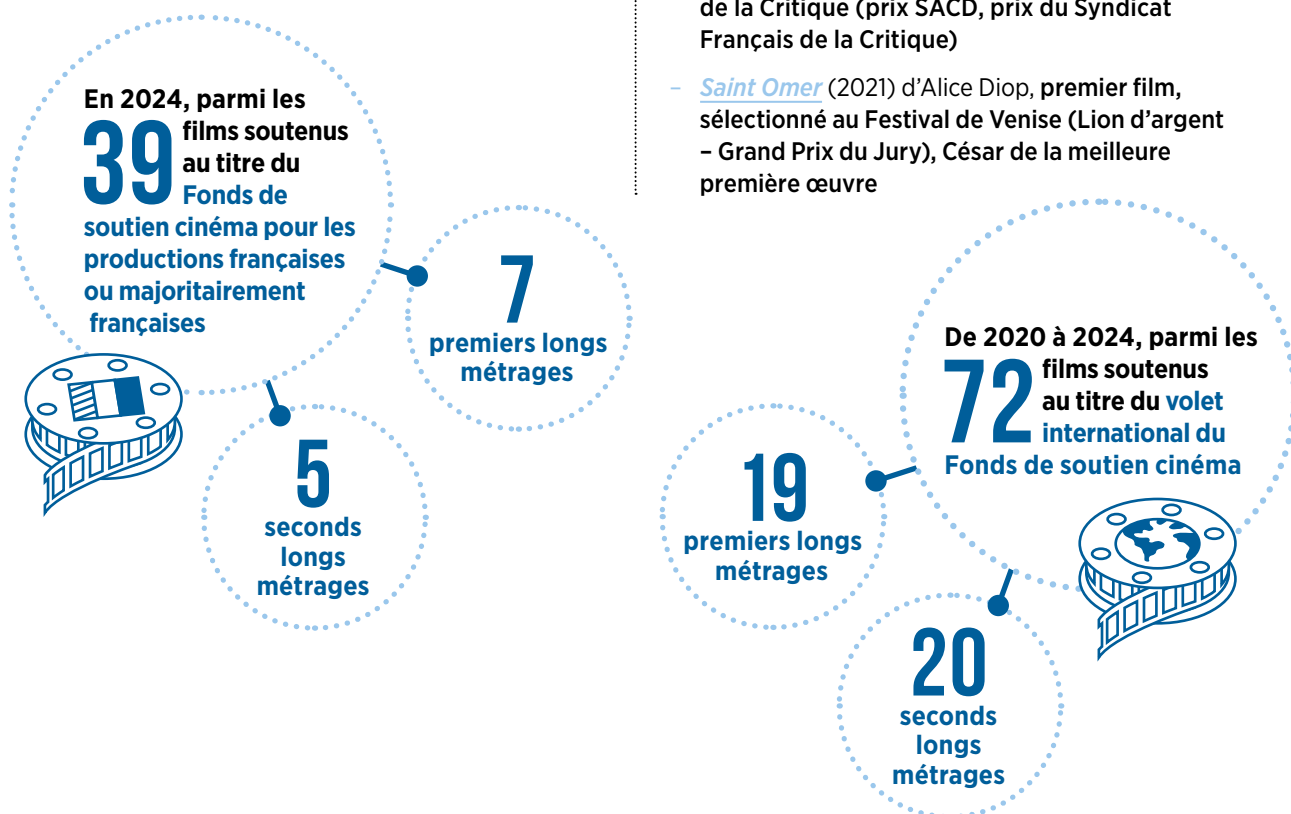 de la Critique (prix SACD, prix du Syndicat
Français de la Critique)
– Saint Omer (2021) d’Alice Diop, premier film,
sélectionné au Festival de Venise (Lion d’argent
– Grand Prix du Jury), César de la meilleure
première œuvre
En 2024, parmi les
39 films soutenus
au titre du
Fonds de
soutien cinéma pour les
productions françaises
ou majoritairement
françaises
7
premiers longs
métrages
5
seconds
longs
métrages
De 2020 à 2024, parmi les
72 films soutenus
au titre du volet
international du
Fonds de soutien cinéma
19
premiers longs
métrages
20
seconds
longs
métrages